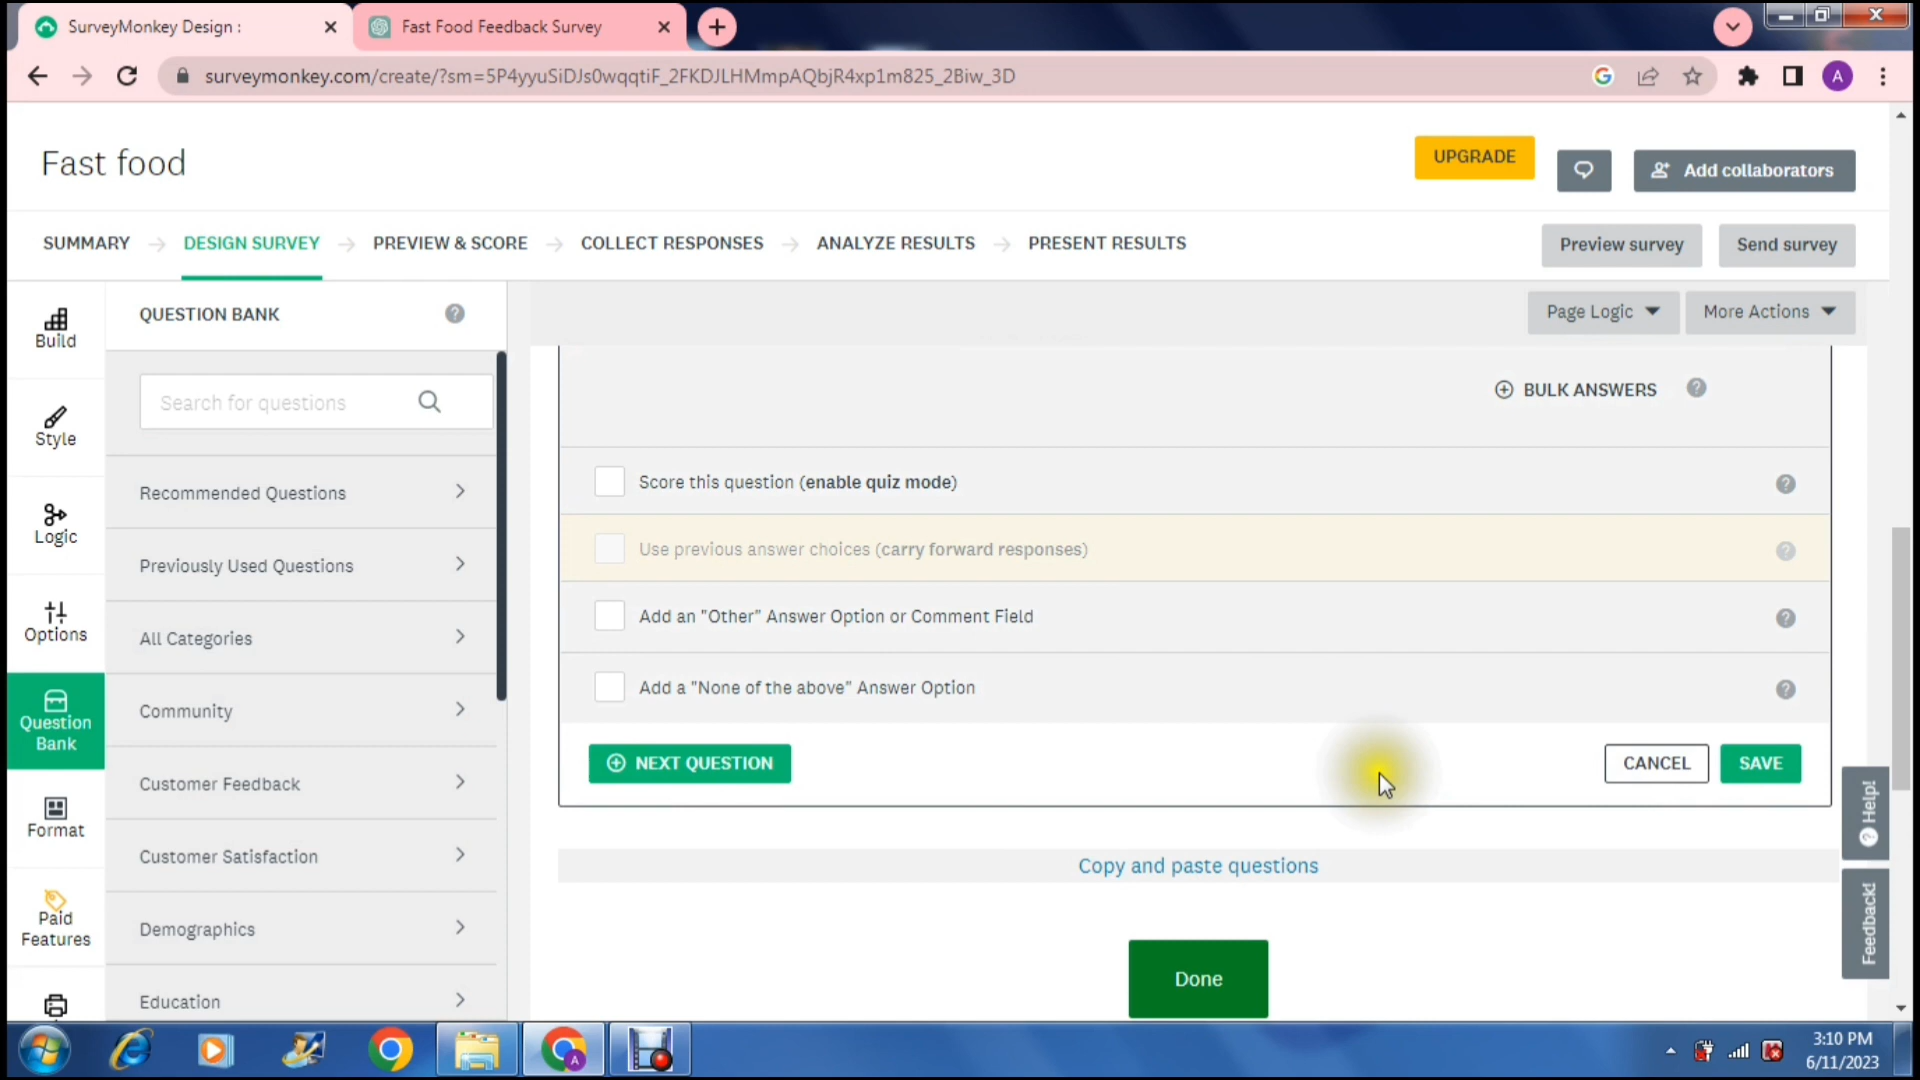 SurveyMonkey Design :
Fast Food Feedback Survey
surveymonkey.com/create/?sm=5P4yyuSiDJs0wqqtiF_2FKDJLHMmpAQbjR4xp1m825_2Biw_3D
A
Fast food
UPGRADE
Add collaborators
SUMMARY
DESIGN SURVEY
PREVIEW & SCORE
COLLECT RESPONSES
ANALYZE RESULTS
PRESENT RESULTS
Preview survey
Send survey
Build
Style
Logic
Options
Question
Bank
Format
Paid
Features
QUESTION BANK
Search for questions
Recommended Questions
Previously Used Questions
All Categories
Community
Customer Feedback
Customer Satisfaction
Demographics
Education
Page Logic
More Actions
BULK ANSWERS
Score this question (enable quiz mode)
Use previous answer choices (carry forward responses)
Add an "Other" Answer Option or Comment Field
Add a "None of the above" Answer Option
NEXT QUESTION
CANCEL
SAVE
Copy and paste questions
Done
Help!
Feedback!
3:10 PM
6/11/2023